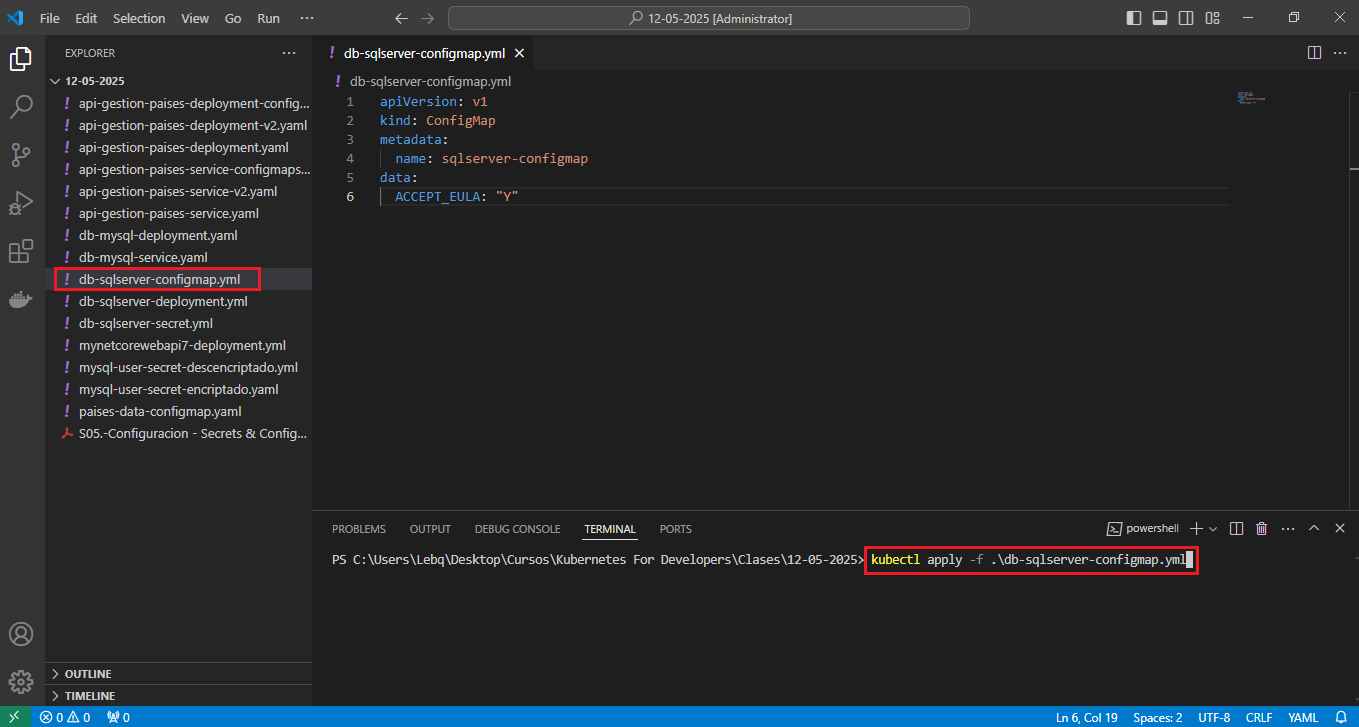 File Edit Selection View Go Run ···
12-05-2025 [Administrator]
EXPLORER ···
12-05-2025
! api-gestion-paises-deployment-config...
! api-gestion-paises-deployment-v2.yaml
! api-gestion-paises-deployment.yaml
! api-gestion-paises-service-configmaps...
! api-gestion-paises-service-v2.yaml
! api-gestion-paises-service.yaml
! db-mysql-deployment.yaml
! db-mysql-service.yaml
! db-sqlserver-configmap.yml
! db-sqlserver-deployment.yml
! db-sqlserver-secret.yml
! mynetcorewebapi7-deployment.yml
! mysql-user-secret-descencriptado.yml
! mysql-user-secret-encriptado.yaml
! paises-data-configmap.yaml
S05.-Configuracion - Secrets & Config...
OUTLINE
TIMELINE
! db-sqlserver-configmap.yml
! db-sqlserver-configmap.yml
1 apiVersion: v1
2 kind: ConfigMap
3 metadata:
4 name: sqlserver-configmap
5 data:
6 ACCEPT_EULA: "Y"
PROBLEMS OUTPUT DEBUG CONSOLE TERMINAL PORTS
powershell
PS C:\Users\Lebq\Desktop\Cursos\Kubernetes For Developers\Clases\12-05-2025> kubectl apply -f .\db-sqlserver-configmap.yml
0 0 0
Ln 6, Col 19 Spaces: 2 UTF-8 CRLF YAML